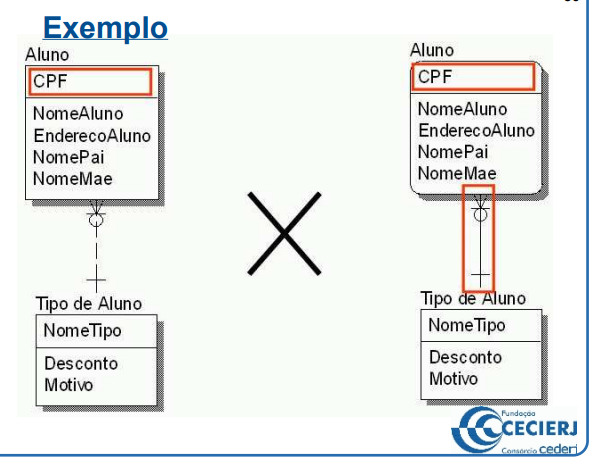 Exemplo
Aluno
CPF
NomeAluno
EnderecoAluno
NomePai
NomeMae
Tipo de Aluno
NomeTipo
Desconto
Motivo
Aluno
CPF
NomeAluno
EnderecoAluno
NomePai
NomeMae
Tipo de Aluno
NomeTipo
Desconto
Motivo
Fundação
CECIERJ
Consórcio cederj